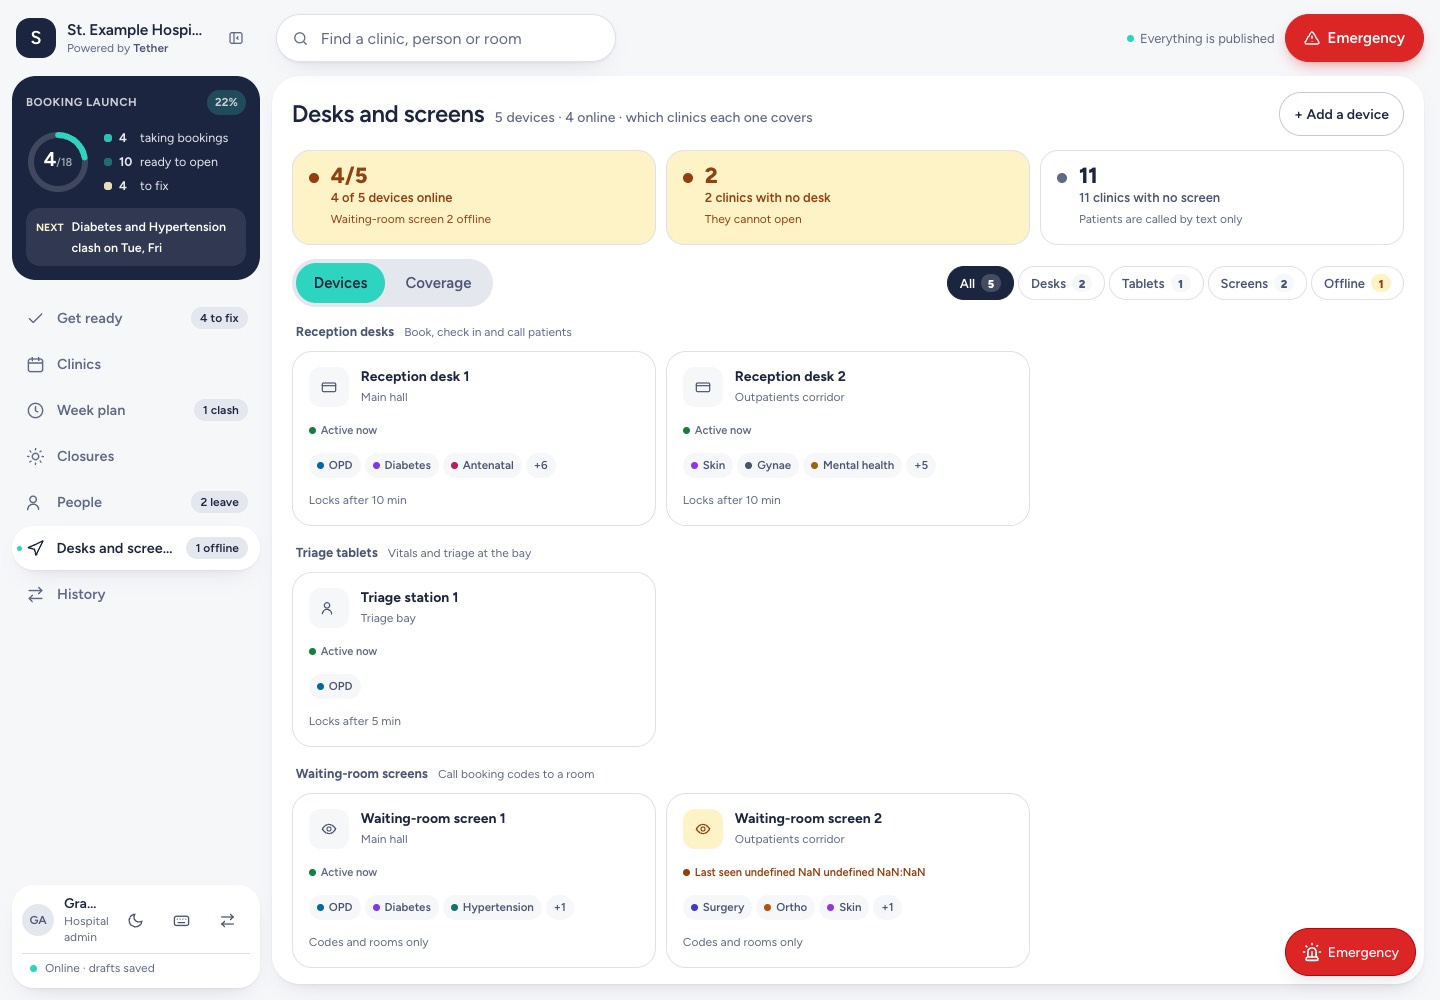 S
St. Example Hospi...
Powered by Tether
Find a clinic, person or room
Everything is published
Emergency
BOOKING LAUNCH
22%
4/18
4 taking bookings
10 ready to open
4 to fix
NEXT Diabetes and Hypertension
clash on Tue, Fri
Get ready
4 to fix
Clinics
Week plan
1 clash
Closures
People
2 leave
Desks and scree...
1 offline
History
GA
Gra...
Hospital
admin
Online · drafts saved
Desks and screens
5 devices · 4 online · which clinics each one covers
+ Add a device
4/5
4 of 5 devices online
Waiting-room screen 2 offline
2
2 clinics with no desk
They cannot open
11
11 clinics with no screen
Patients are called by text only
Devices
Coverage
All 5
Desks 2
Tablets 1
Screens 2
Offline 1
Reception desks Book, check in and call patients
Reception desk 1
Main hall
Active now
OPD Diabetes Antenatal +6
Locks after 10 min
Reception desk 2
Outpatients corridor
Active now
Skin Gynae Mental health +5
Locks after 10 min
Triage tablets Vitals and triage at the bay
Triage station 1
Triage bay
Active now
OPD
Locks after 5 min
Waiting-room screens Call booking codes to a room
Waiting-room screen 1
Main hall
Active now
OPD Diabetes Hypertension +1
Codes and rooms only
Waiting-room screen 2
Outpatients corridor
Last seen undefined NaN undefined NaN:NaN
Surgery Ortho Skin +1
Codes and rooms only
Emergency